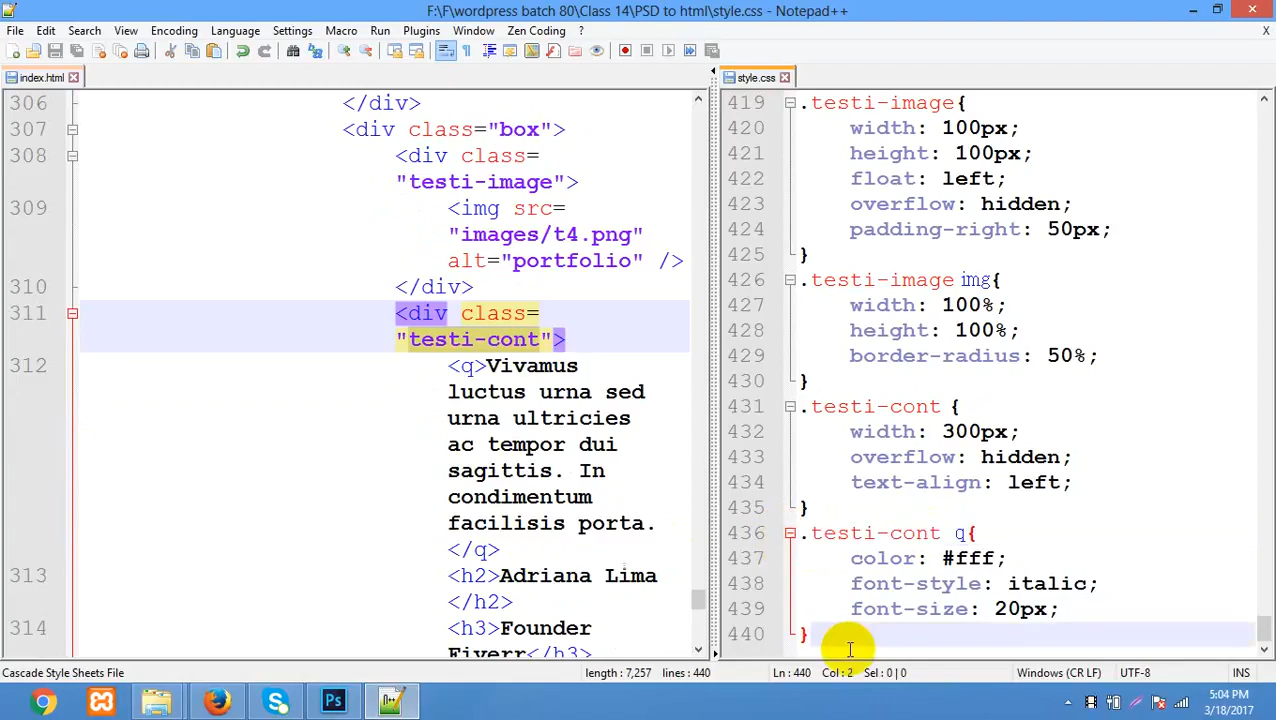 F:\F\wordpress batch 80\Class 14\PSD to html\style.css - Notepad++
File Edit Search View Encoding Language Settings Macro Run Plugins Window Zen Coding ? X
index.html
306 </div>
307 <div class="box">
308 <div class=
"testi-image">
309 <img src=
"images/t4.png"
alt="portfolio" />
310 </div>
311 <div class=
"testi-cont">
312 <q>Vivamus
luctus urna sed
urna ultricies
ac tempor dui
sagittis. In
condimentum
facilisis porta.
</q>
313 <h2>Adriana Lima
</h2>
314 <h3>Founder
Fiverr</h3>
style.css
419 .testi-image{
420 width: 100px;
421 height: 100px;
422 float: left;
423 overflow: hidden;
424 padding-right: 50px;
425 }
426 .testi-image img{
427 width: 100%;
428 height: 100%;
429 border-radius: 50%;
430 }
431 .testi-cont {
432 width: 300px;
433 overflow: hidden;
434 text-align: left;
435 }
436 .testi-cont q{
437 color: #fff;
438 font-style: italic;
439 font-size: 20px;
440 }
Cascade Style Sheets File length : 7,257 lines : 440 Ln : 440 Col : 2 Sel : 0 | 0 Windows (CR LF) UTF-8 INS
Ps
5:04 PM
3/18/2017